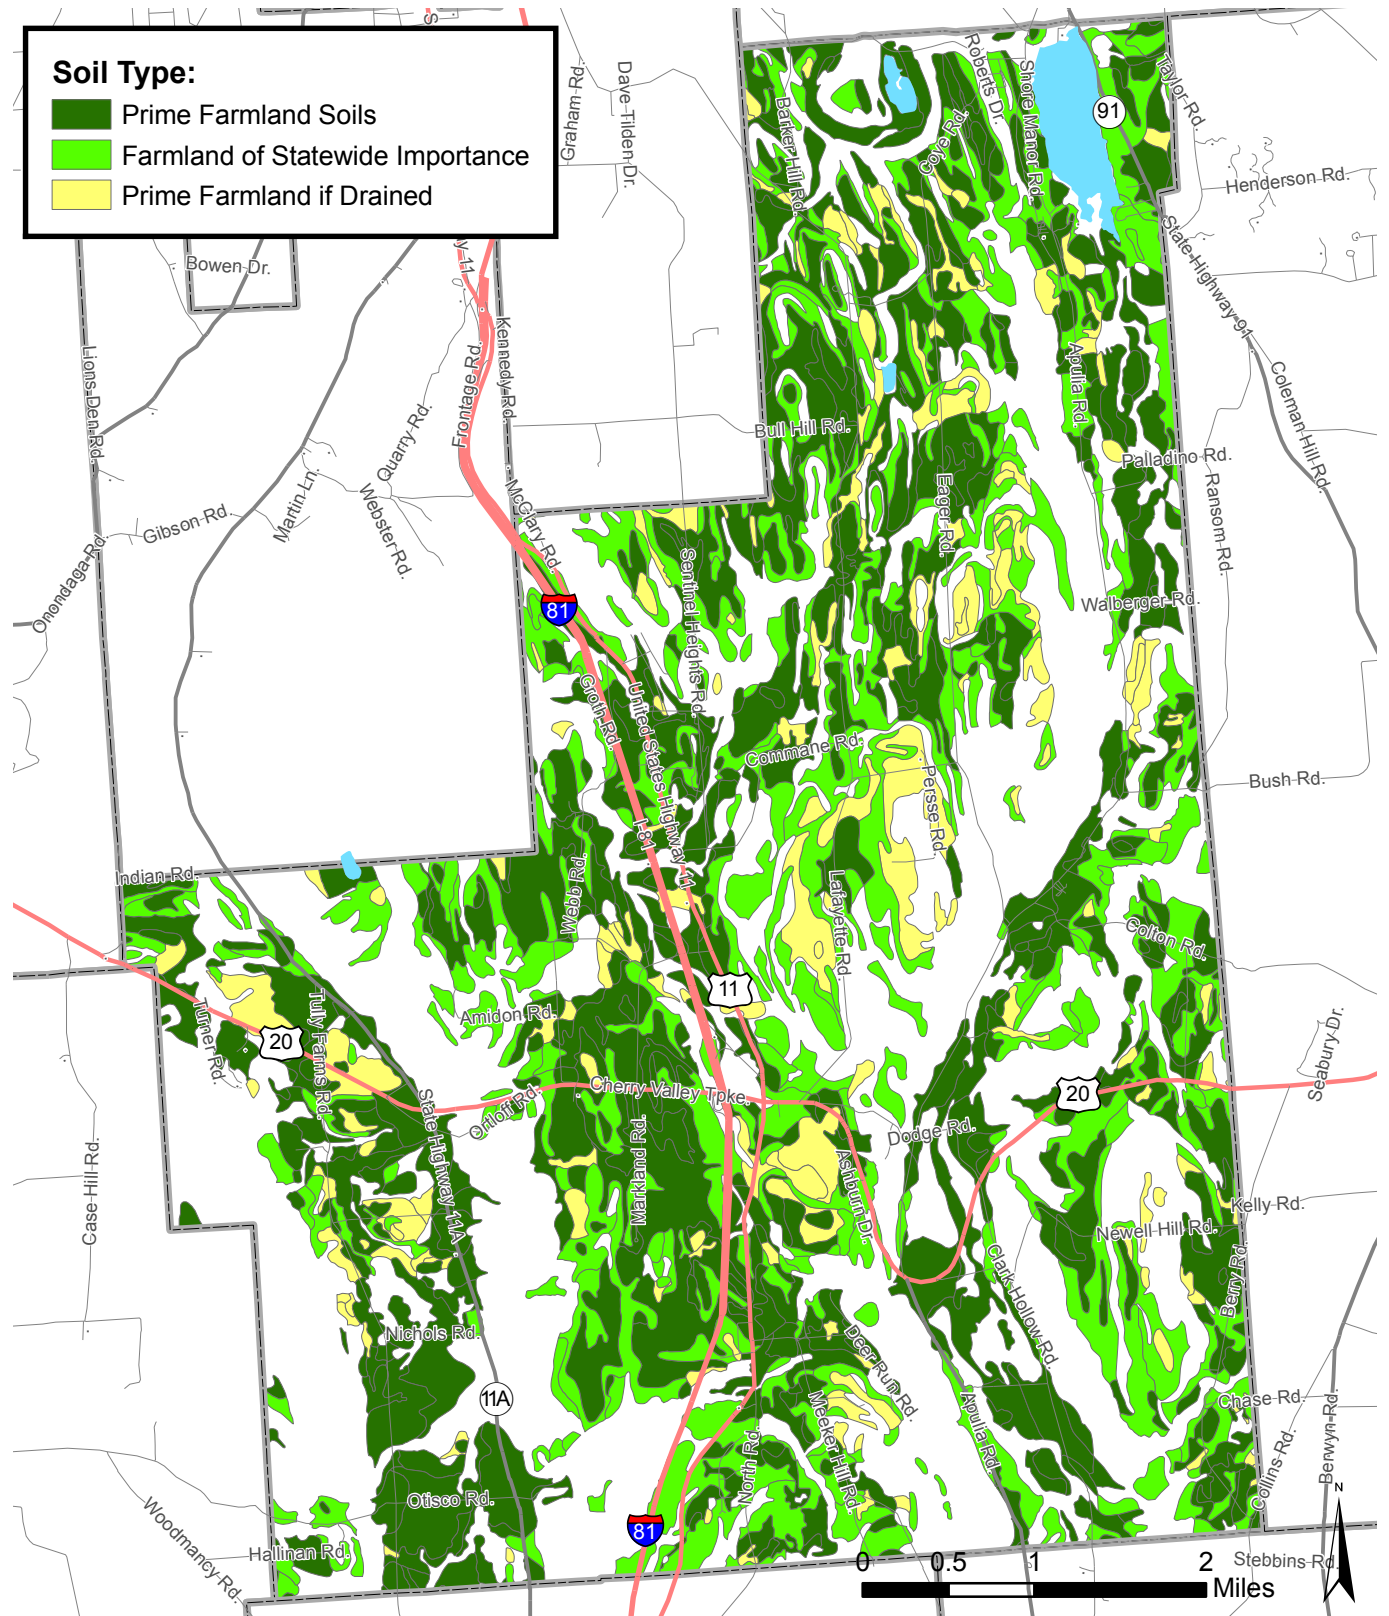 Soil Type:
Prime Farmland Soils
Farmland of Statewide Importance
Prime Farmland if Drained
S
Graham Rd.
Dave Tilden Dr.
Barker Hill Rd.
Coye Rd.
Roberts Dr.
Shore Manor Rd.
91
Taylor Rd.
Henderson Rd.
State Highway 91
Bowen Dr.
y 11
Kennedy Rd.
Frontage Rd.
Lions Den Rd.
Quarry Rd.
Martin Ln.
Webster Rd.
Gibson Rd.
Onondaga Rd.
McClary Rd.
Bull Hill Rd.
Apulia Rd.
Coleman Hill Rd.
Palladino Rd.
Ransom Rd.
Eager Rd.
Sentinel Heights Rd.
81
Walberger Rd.
Groth Rd.
United States Highway 11
Commane Rd.
Persse Rd.
Bush Rd.
I-81
Webb Rd.
Indian Rd.
Lafayette Rd.
Colton Rd.
11
Amidon Rd.
Turner Rd.
20
Tully Farms Rd.
Seabury Dr.
Cherry Valley Tpke.
20
Orloff Rd.
State Highway 11A
Markland Rd.
Dodge Rd.
Ashburn Dr.
Case Hill Rd.
Kelly Rd.
Newell Hill Rd.
Berry Rd.
Clark Hollow Rd.
Nichols Rd.
Deer Run Rd.
11A
Meeker Hill Rd.
Apulia Rd.
Chase Rd.
Berwyn Rd.
Collins Rd.
North Rd.
Otisco Rd.
Woodmancy Rd.
Hallinan Rd.
81
N
Stebbins Rd.
0 0.5 1 2
Miles